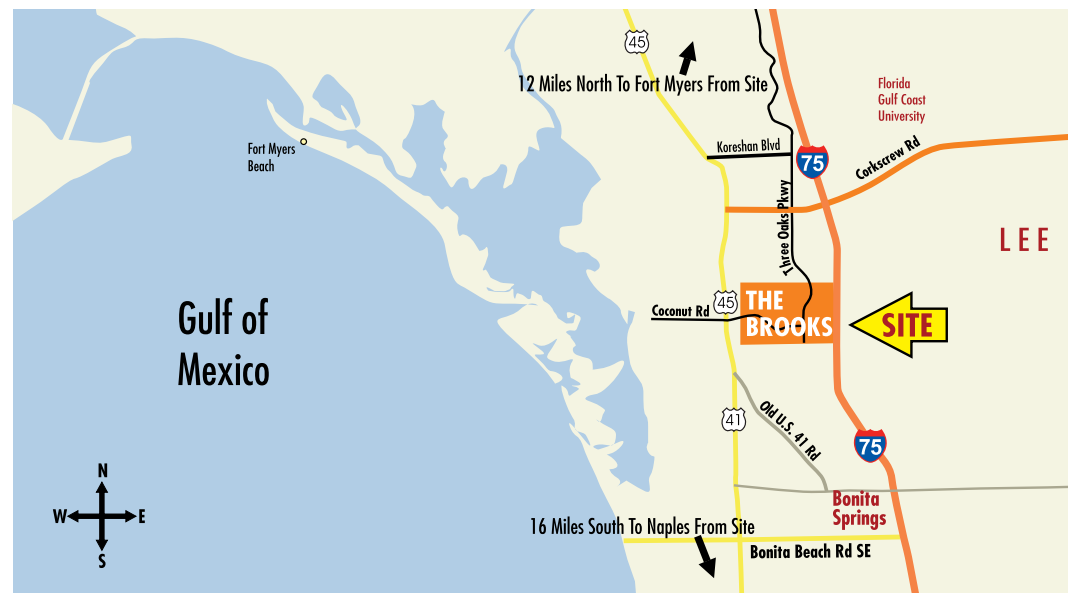 45
12 Miles North To Fort Myers From Site
Florida
Gulf Coast
University
Fort Myers
Beach
Koreshan Blvd
75
Corkscrew Rd
Three Oaks Pkwy
LEE
Gulf of
Mexico
45
Coconut Rd
THE
BROOKS
SITE
41
Old U.S. 41 Rd
75
N
W
E
S
Bonita
Springs
16 Miles South To Naples From Site
Bonita Beach Rd SE